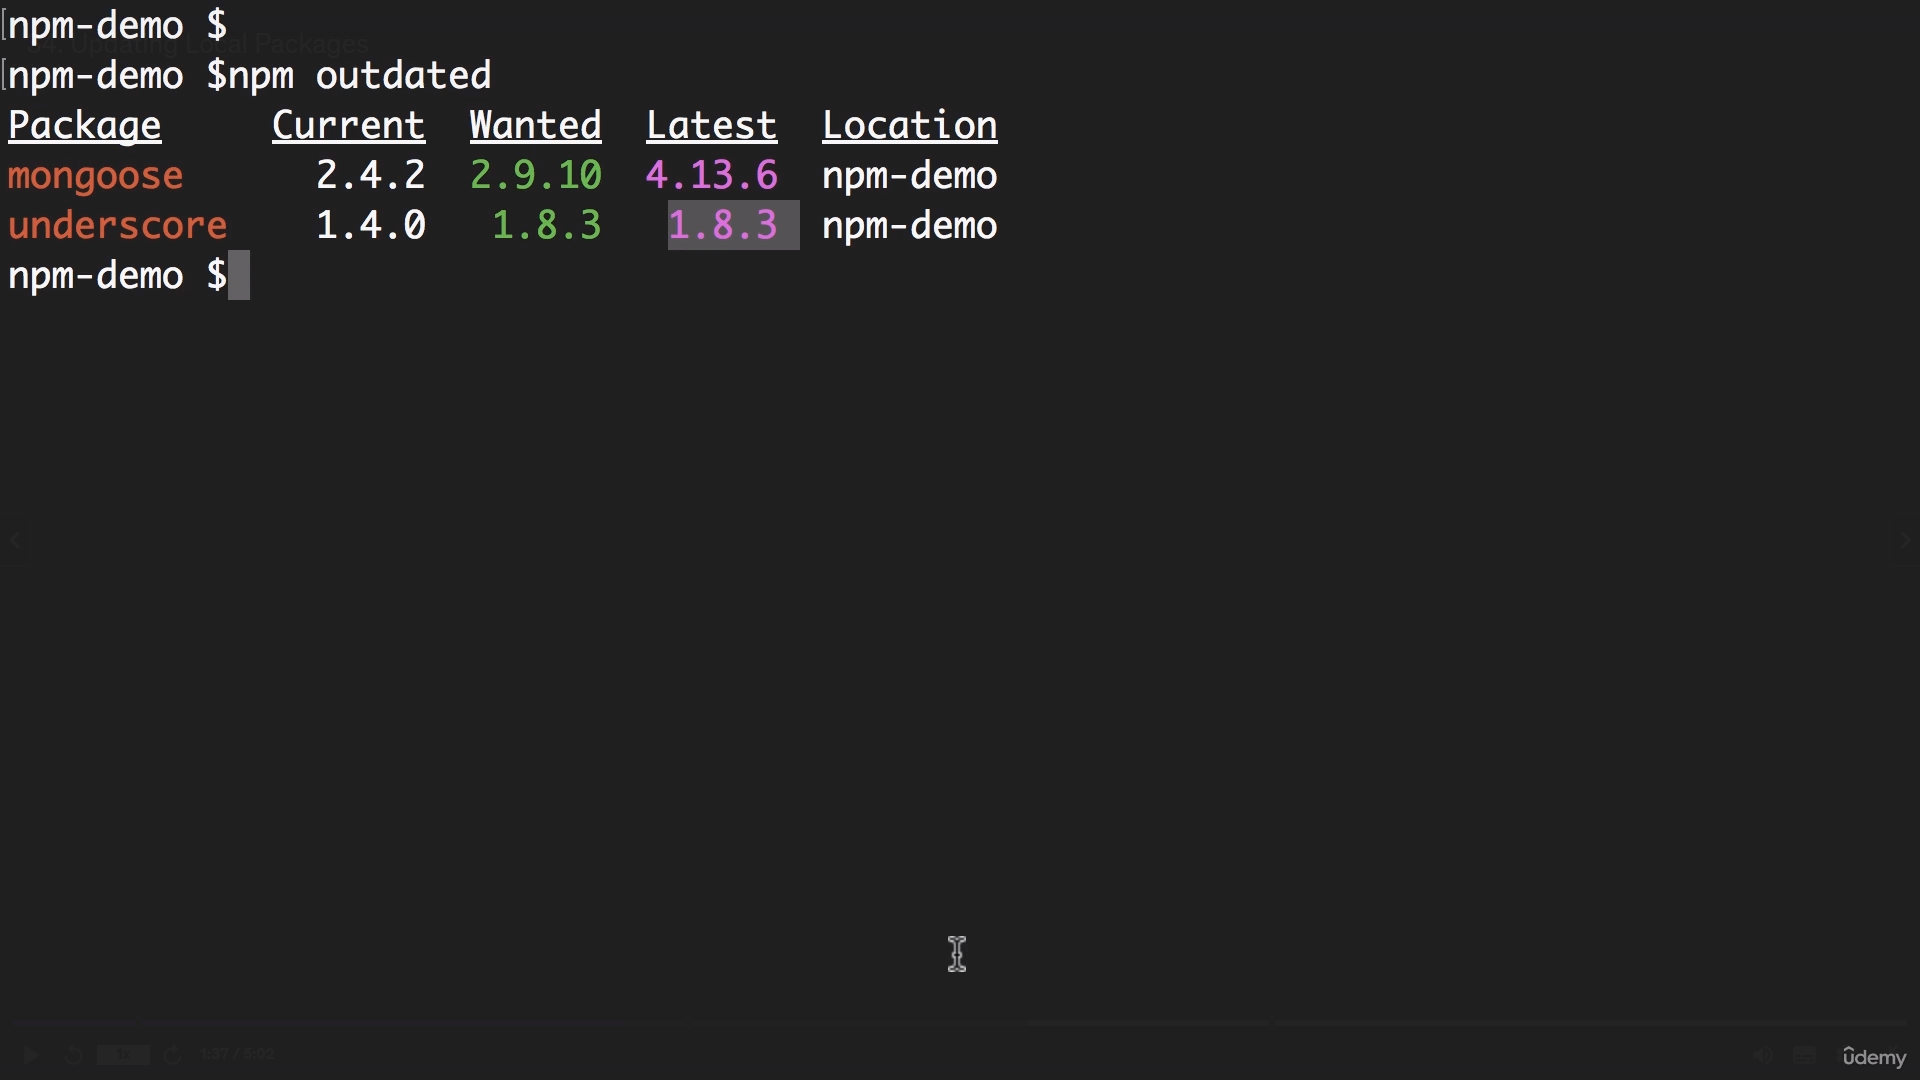 npm-demo $
Updating Local Packages
npm-demo $npm outdated
Package Current Wanted Latest Location
mongoose 2.4.2 2.9.10 4.13.6 npm-demo
underscore 1.4.0 1.8.3 1.8.3 npm-demo
npm-demo $
1:37 / 5:02
ûdemy